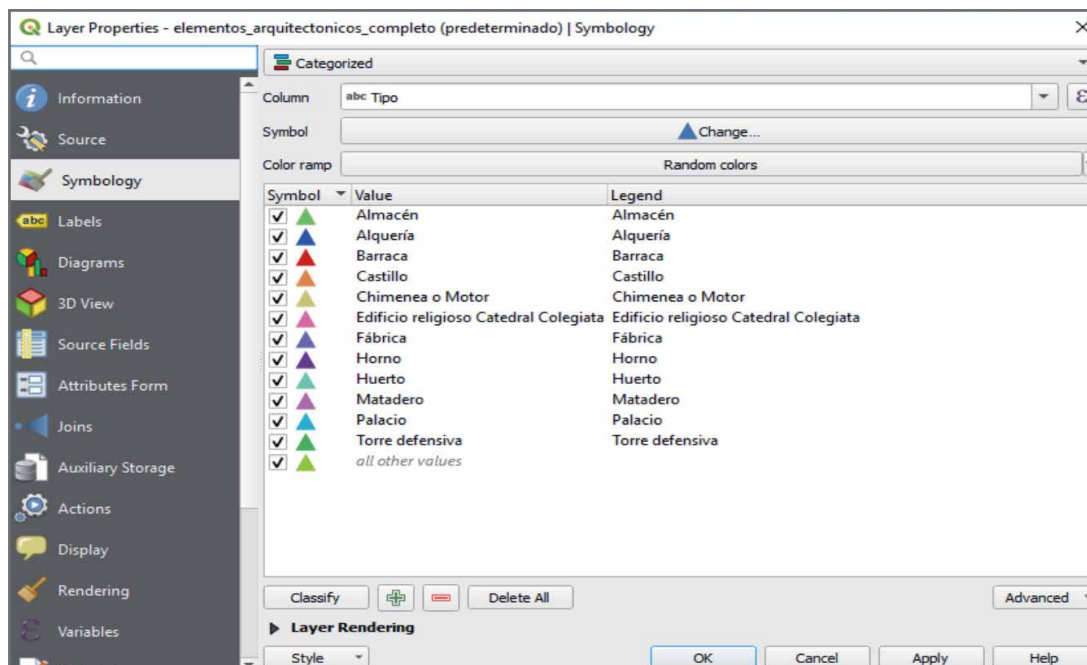 Layer Properties - elementos_arquitectonicos_completo (predeterminado) | Symbology
Information
Source
Symbology
abc Labels
Diagrams
3D View
Source Fields
Attributes Form
Joins
Auxiliary Storage
Actions
Display
Rendering
Variables
Categorized
Column abc Tipo
Symbol Change...
Color ramp Random colors
Symbol Value Legend
Almacén Almacén
Alquería Alquería
Barraca Barraca
Castillo Castillo
Chimenea o Motor Chimenea o Motor
Edificio religioso Catedral Colegiata Edificio religioso Catedral Colegiata
Fábrica Fábrica
Horno Horno
Huerto Huerto
Matadero Matadero
Palacio Palacio
Torre defensiva Torre defensiva
all other values
Classify Delete All Advanced
Layer Rendering
Style OK Cancel Apply Help